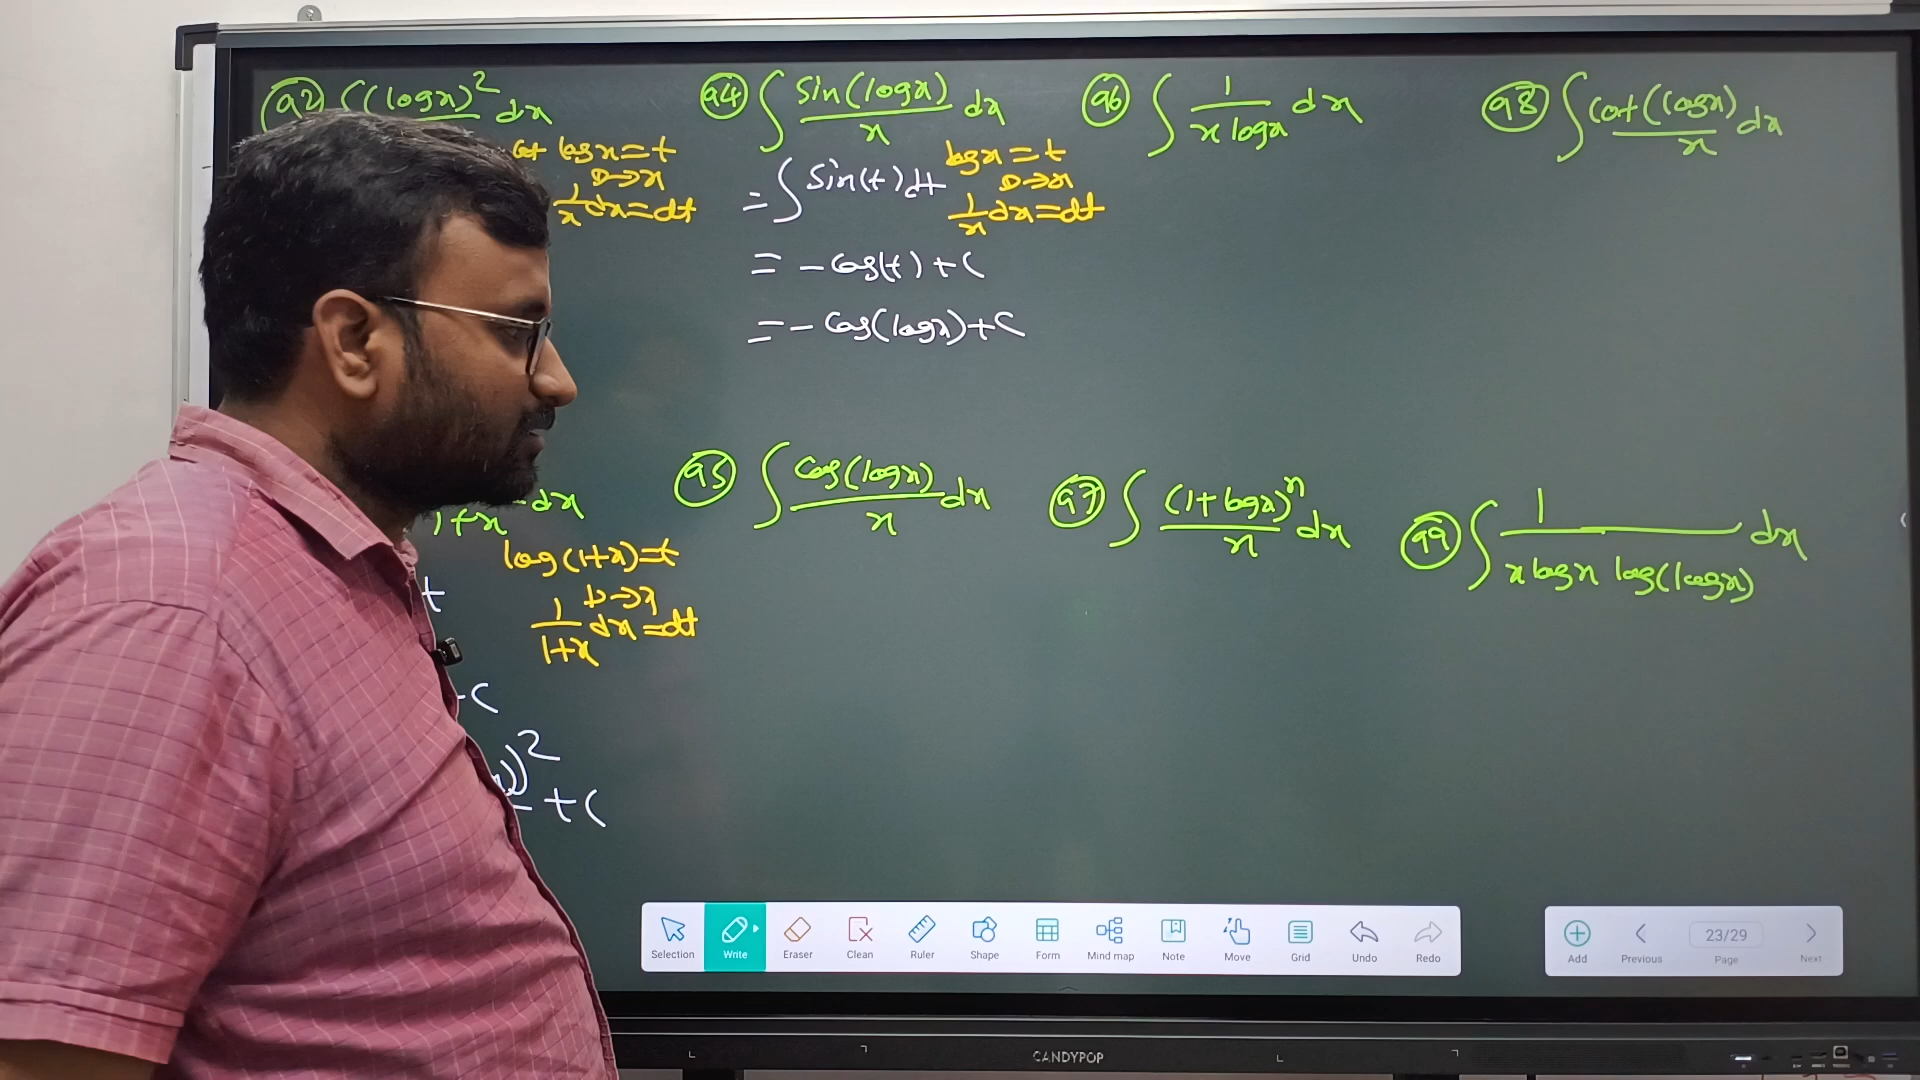 92 ∫ (logx)² dx
log x = t
D→x
1/x dx = dt
1+x dx
log(1+x) = t
D→x
1/1+x dx = dt
t
+C
)² + C
94 ∫ Sin(logx)/x dx
= ∫ Sin(t) dt
logx = t
D→x
1/x dx = dt
= - Cos(t) + C
= - Cos(logx) + C
95 ∫ Cos(logx)/x dx
96 ∫ 1/x logx dx
97 ∫ (1+logx)ⁿ/x dx
98 ∫ Cot(logx)/x dx
99 ∫ 1/x logx log(logx) dx
Selection Write Eraser Clean Ruler Shape Form Mind map Note Move Grid Undo Redo
Add Previous 23/29 Page Next
CANDYPOP